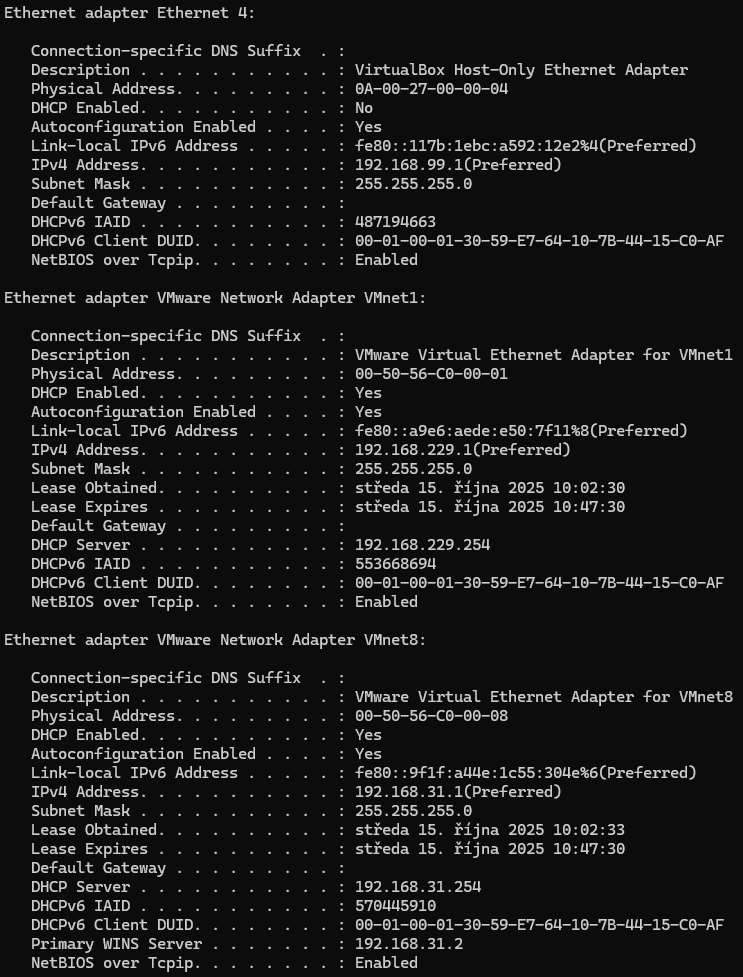 Ethernet adapter Ethernet 4:

   Connection-specific DNS Suffix  . :
   Description . . . . . . . . . . . : VirtualBox Host-Only Ethernet Adapter
   Physical Address. . . . . . . . . : 0A-00-27-00-00-04
   DHCP Enabled. . . . . . . . . . . : No
   Autoconfiguration Enabled . . . . : Yes
   Link-local IPv6 Address . . . . . : fe80::117b:1ebc:a592:12e2%4(Preferred)
   IPv4 Address. . . . . . . . . . . : 192.168.99.1(Preferred)
   Subnet Mask . . . . . . . . . . . : 255.255.255.0
   Default Gateway . . . . . . . . . :
   DHCPv6 IAID . . . . . . . . . . . : 487194663
   DHCPv6 Client DUID. . . . . . . . : 00-01-00-01-30-59-E7-64-10-7B-44-15-C0-AF
   NetBIOS over Tcpip. . . . . . . . : Enabled

Ethernet adapter VMware Network Adapter VMnet1:

   Connection-specific DNS Suffix  . :
   Description . . . . . . . . . . . : VMware Virtual Ethernet Adapter for VMnet1
   Physical Address. . . . . . . . . : 00-50-56-C0-00-01
   DHCP Enabled. . . . . . . . . . . : Yes
   Autoconfiguration Enabled . . . . : Yes
   Link-local IPv6 Address . . . . . : fe80::a9e6:aede:e50:7f11%8(Preferred)
   IPv4 Address. . . . . . . . . . . : 192.168.229.1(Preferred)
   Subnet Mask . . . . . . . . . . . : 255.255.255.0
   Lease Obtained. . . . . . . . . . : středa 15. října 2025 10:02:30
   Lease Expires . . . . . . . . . . : středa 15. října 2025 10:47:30
   Default Gateway . . . . . . . . . :
   DHCP Server . . . . . . . . . . . : 192.168.229.254
   DHCPv6 IAID . . . . . . . . . . . : 553668694
   DHCPv6 Client DUID. . . . . . . . : 00-01-00-01-30-59-E7-64-10-7B-44-15-C0-AF
   NetBIOS over Tcpip. . . . . . . . : Enabled

Ethernet adapter VMware Network Adapter VMnet8:

   Connection-specific DNS Suffix  . :
   Description . . . . . . . . . . . : VMware Virtual Ethernet Adapter for VMnet8
   Physical Address. . . . . . . . . : 00-50-56-C0-00-08
   DHCP Enabled. . . . . . . . . . . : Yes
   Autoconfiguration Enabled . . . . : Yes
   Link-local IPv6 Address . . . . . : fe80::9f1f:a44e:1c55:304e%6(Preferred)
   IPv4 Address. . . . . . . . . . . : 192.168.31.1(Preferred)
   Subnet Mask . . . . . . . . . . . : 255.255.255.0
   Lease Obtained. . . . . . . . . . : středa 15. října 2025 10:02:33
   Lease Expires . . . . . . . . . . : středa 15. října 2025 10:47:30
   Default Gateway . . . . . . . . . :
   DHCP Server . . . . . . . . . . . : 192.168.31.254
   DHCPv6 IAID . . . . . . . . . . . : 570445910
   DHCPv6 Client DUID. . . . . . . . : 00-01-00-01-30-59-E7-64-10-7B-44-15-C0-AF
   Primary WINS Server . . . . . . . : 192.168.31.2
   NetBIOS over Tcpip. . . . . . . . : Enabled